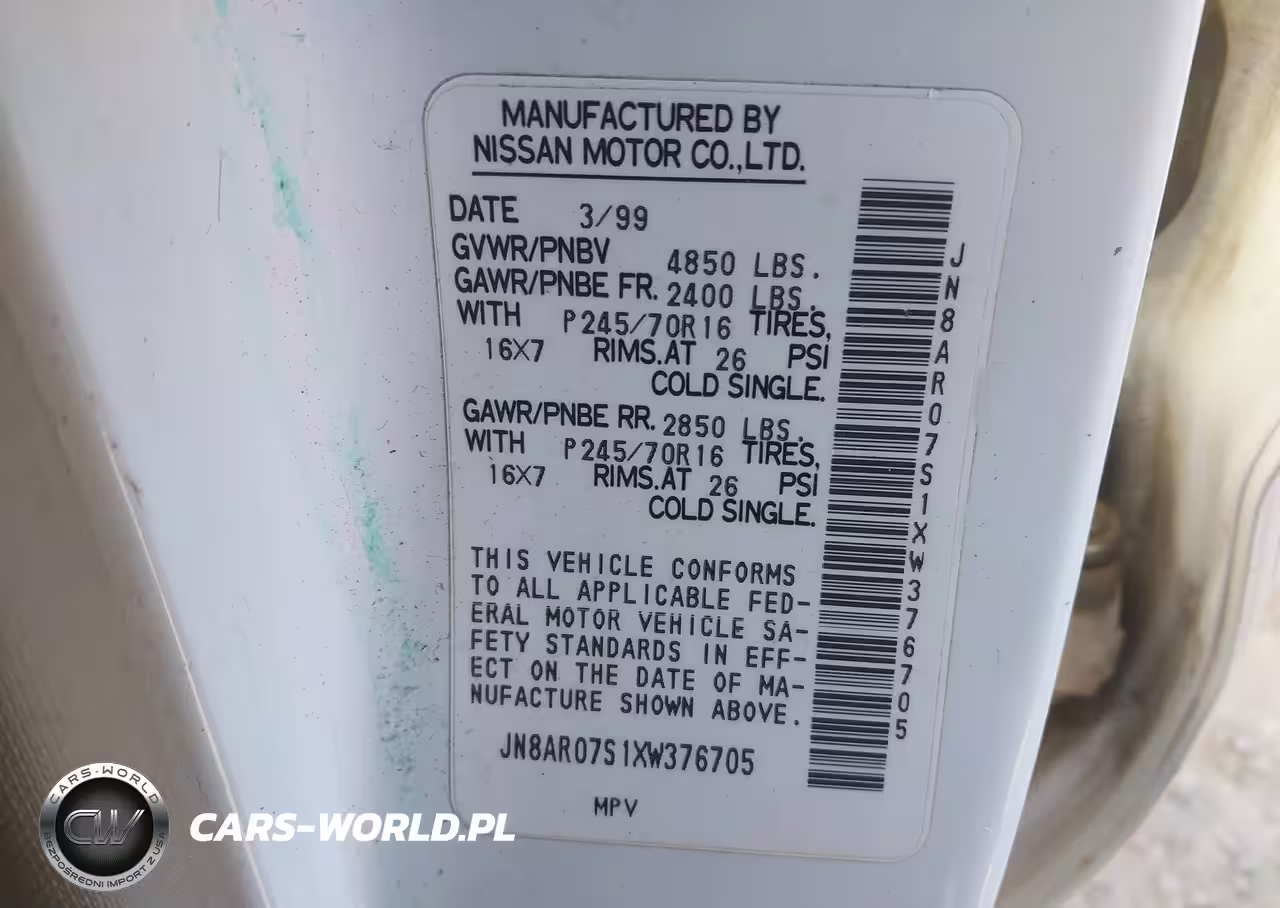 MANUFACTURED BY
NISSAN MOTOR CO.,LTD.
DATE 3/99
GVWR/PNBV 4850 LBS.
GAWR/PNBE FR. 2400 LBS.
WITH P245/70R16 TIRES,
16X7 RIMS.AT 26 PSI
COLD SINGLE.
GAWR/PNBE RR. 2850 LBS.
WITH P245/70R16 TIRES,
16X7 RIMS.AT 26 PSI
COLD SINGLE.
THIS VEHICLE CONFORMS
TO ALL APPLICABLE FED-
ERAL MOTOR VEHICLE SA-
FETY STANDARDS IN EFF-
ECT ON THE DATE OF MA-
NUFACTURE SHOWN ABOVE.
JN8AR07S1XW376705
MPV
JN8AR07S1XW376705
CARS-WORLD
CW
BEZPOŚREDNI IMPORT Z USA
CARS-WORLD.PL